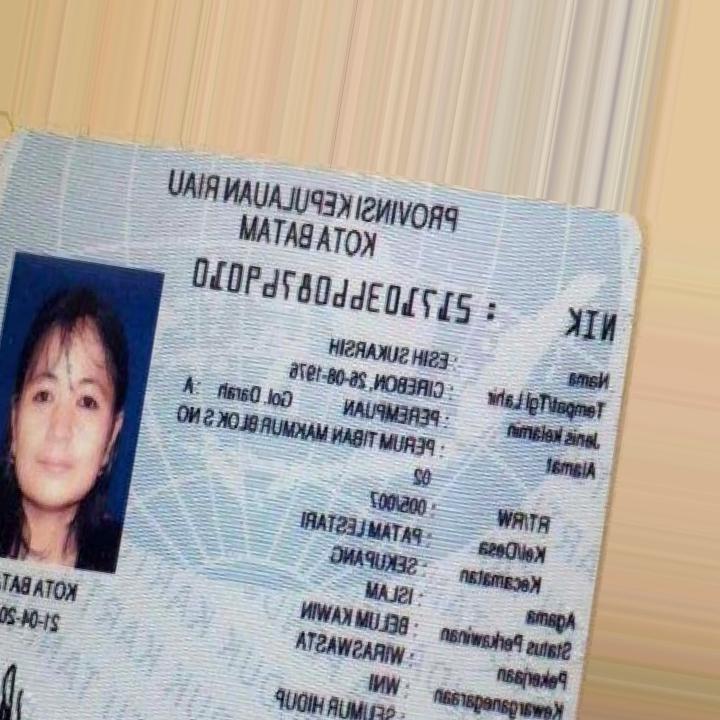 PROVINSI KEPULAUAN RIAU
KOTA BATAM
NIK : 2171036608769010
Nama : ESIH SUKARSIH
Tempat/Tgl Lahir : CIREBON, 26-08-1976
Jenis kelamin : PEREMPUAN Gol. Darah : A
Alamat : PERUM TIBAN MAKMUR BLOK S NO
02
RT/RW : 005/007
Kel/Desa : PATAM LESTARI
Kecamatan : SEKUPANG
Agama : ISLAM
Status Perkawinan : BELUM KAWIN
Pekerjaan : WIRASWASTA
Kewarganegaraan : WNI
: SEUMUR HIDUP
KOTA BATA
21-04-20